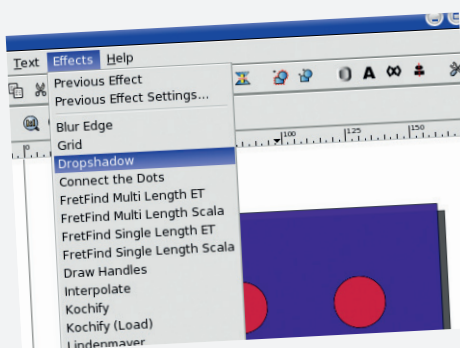 Text Effects Help
Previous Effect
Previous Effect Settings...
Blur Edge
Grid
Dropshadow
100 125 150
Connect the Dots
FretFind Multi Length ET
FretFind Multi Length Scala
FretFind Single Length ET
FretFind Single Length Scala
Draw Handles
Interpolate
Kochify
Kochify (Load)
Lindenmayer